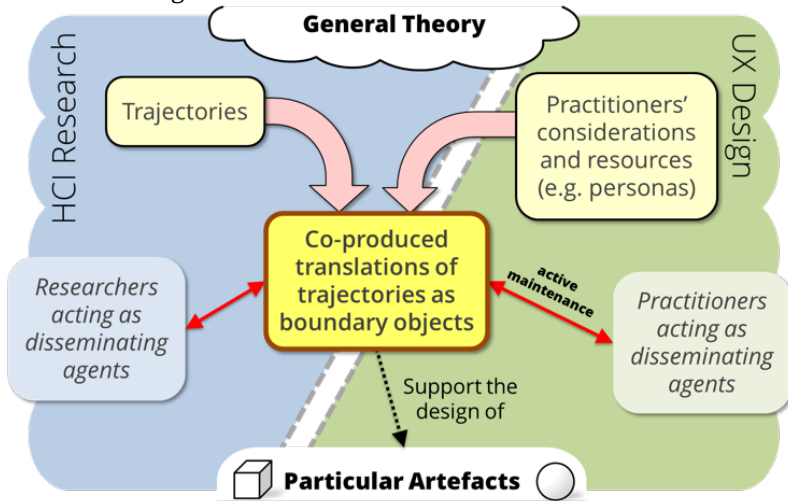 General Theory
HCI Research
UX Design
Trajectories
Practitioners’
considerations
and resources
(e.g. personas)
Co-produced
translations of
trajectories as
boundary objects
Researchers
acting as
disseminating
agents
active
maintenance
Practitioners
acting as
disseminating
agents
Support the
design of
Particular Artefacts